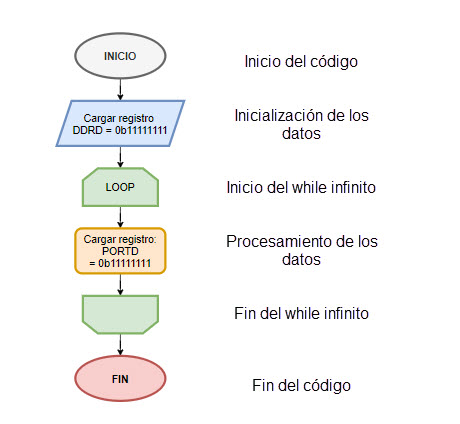 INICIO
Inicio del código
Cargar registro
DDRD = 0b11111111
Inicialización de los
datos
LOOP
Inicio del while infinito
Cargar registro:
PORTD
= 0b11111111
Procesamiento de los
datos
Fin del while infinito
FIN
Fin del código